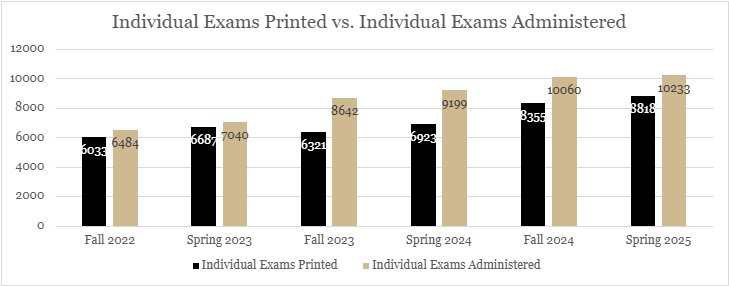 Individual Exams Printed vs. Individual Exams Administered
12000
10000
8000
6000
4000
2000
0
6033 6484 6687 7040 6321 8642 6923 9199 8355 10060 8818 10233
Fall 2022 Spring 2023 Fall 2023 Spring 2024 Fall 2024 Spring 2025
Individual Exams Printed Individual Exams Administered